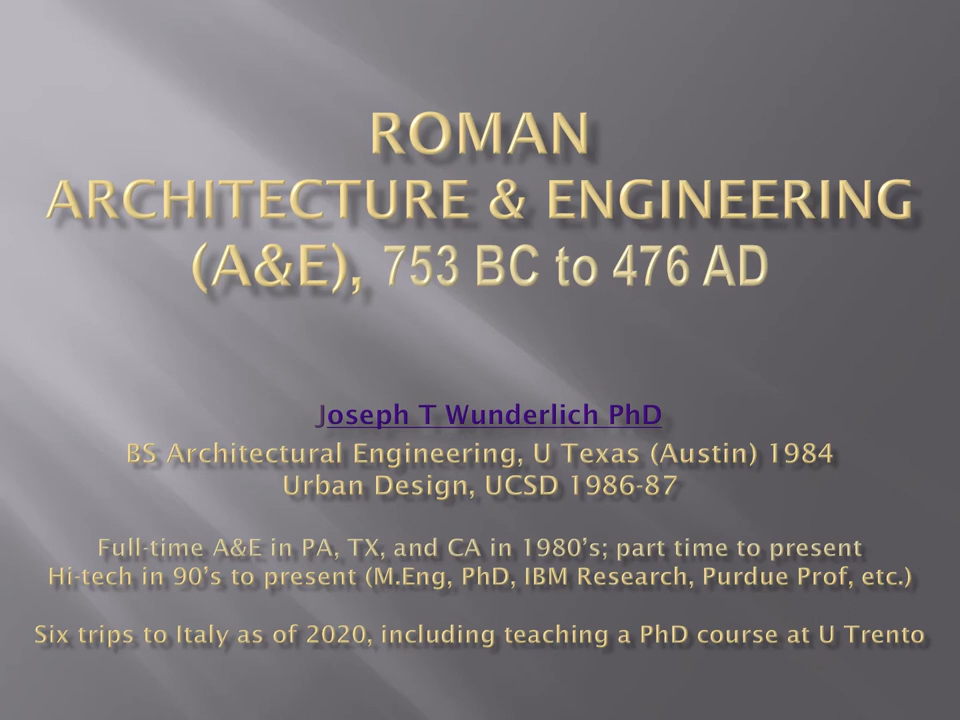 ROMAN
ARCHITECTURE & ENGINEERING
(A&E), 753 BC to 476 AD
Joseph T Wunderlich PhD
BS Architectural Engineering, U Texas (Austin) 1984
Urban Design, UCSD 1986-87
Full-time A&E in PA, TX, and CA in 1980’s; part time to present
Hi-tech in 90’s to present (M.Eng, PhD, IBM Research, Purdue Prof, etc.)
Six trips to Italy as of 2020, including teaching a PhD course at U Trento